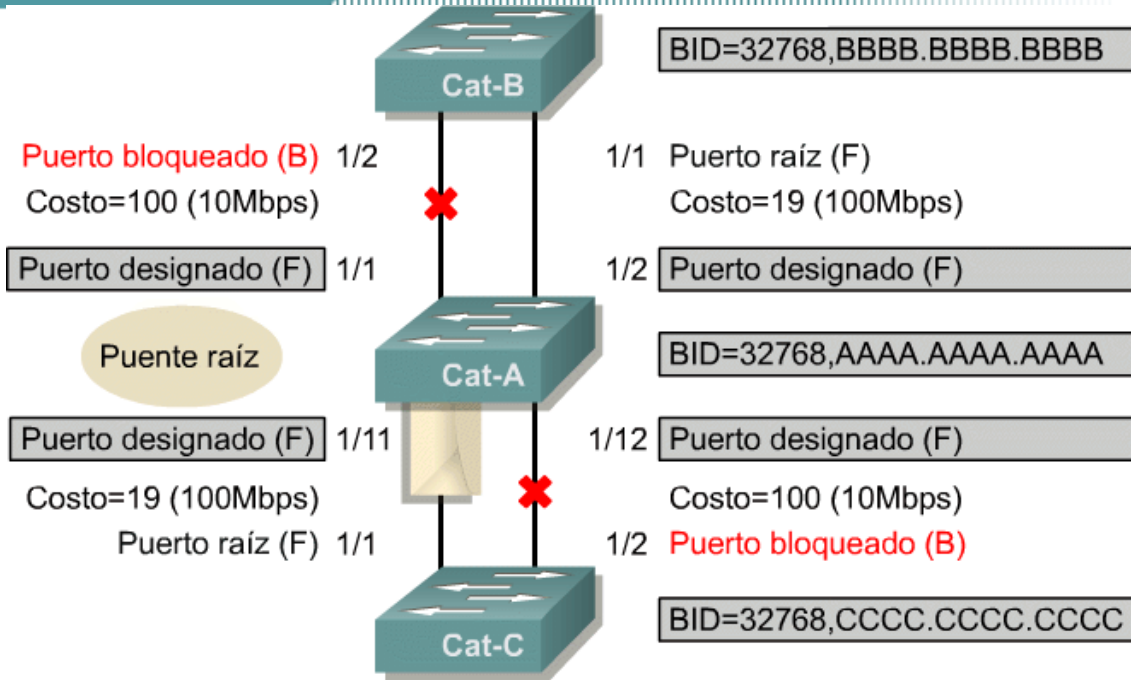 Cat-B
BID=32768,BBBB.BBBB.BBBB
Puerto bloqueado (B) 1/2
1/1 Puerto raíz (F)
Costo=100 (10Mbps)
Costo=19 (100Mbps)
Puerto designado (F) 1/1
1/2 Puerto designado (F)
Puente raíz
Cat-A
BID=32768,AAAA.AAAA.AAAA
Puerto designado (F) 1/11
1/12 Puerto designado (F)
Costo=19 (100Mbps)
Costo=100 (10Mbps)
Puerto raíz (F) 1/1
1/2 Puerto bloqueado (B)
Cat-C
BID=32768,CCCC.CCCC.CCCC